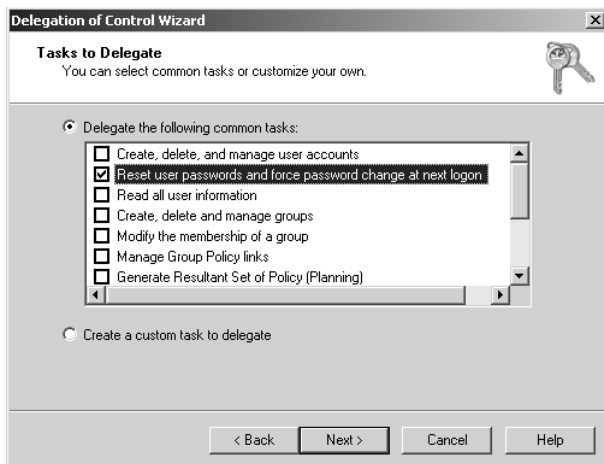 Delegation of Control Wizard
Tasks to Delegate
You can select common tasks or customize your own.
Delegate the following common tasks:
Create, delete, and manage user accounts
Reset user passwords and force password change at next logon
Read all user information
Create, delete and manage groups
Modify the membership of a group
Manage Group Policy links
Generate Resultant Set of Policy (Planning)
Create a custom task to delegate
< Back Next > Cancel Help